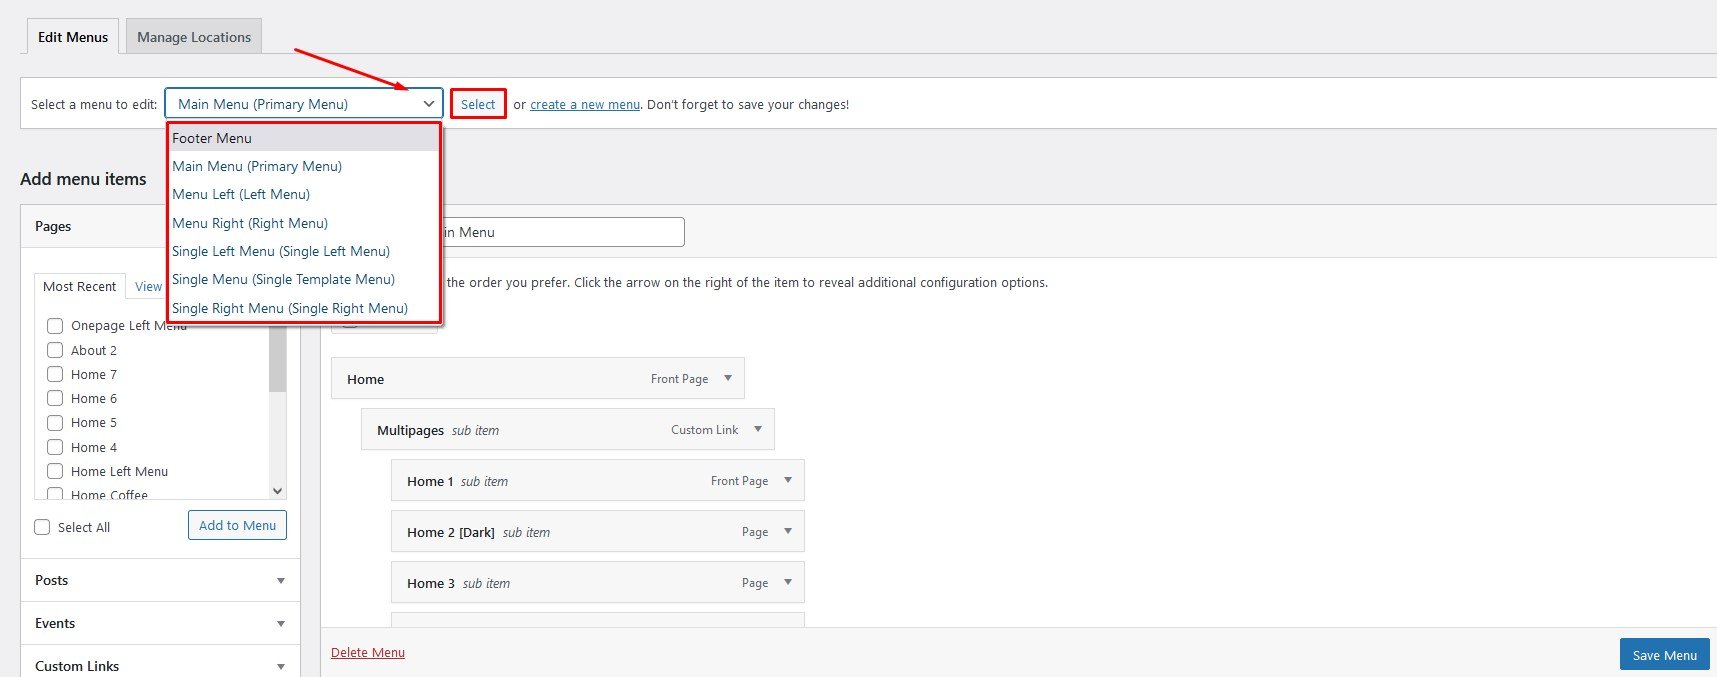 Edit Menus Manage Locations
Select a menu to edit: Main Menu (Primary Menu) Select or create a new menu. Don't forget to save your changes!
Footer Menu
Main Menu (Primary Menu)
Menu Left (Left Menu)
Menu Right (Right Menu)
Single Left Menu (Single Left Menu)
Single Menu (Single Template Menu)
Single Right Menu (Single Right Menu)
Add menu items
Pages
Most Recent View
Onepage Left Menu
About 2
Home 7
Home 6
Home 5
Home 4
Home Left Menu
Home Coffee
Select All Add to Menu
Posts
Events
Custom Links
Menu
the order you prefer. Click the arrow on the right of the item to reveal additional configuration options.
Home Front Page
Multipages sub item Custom Link
Home 1 sub item Front Page
Home 2 [Dark] sub item Page
Home 3 sub item Page
Delete Menu Save Menu